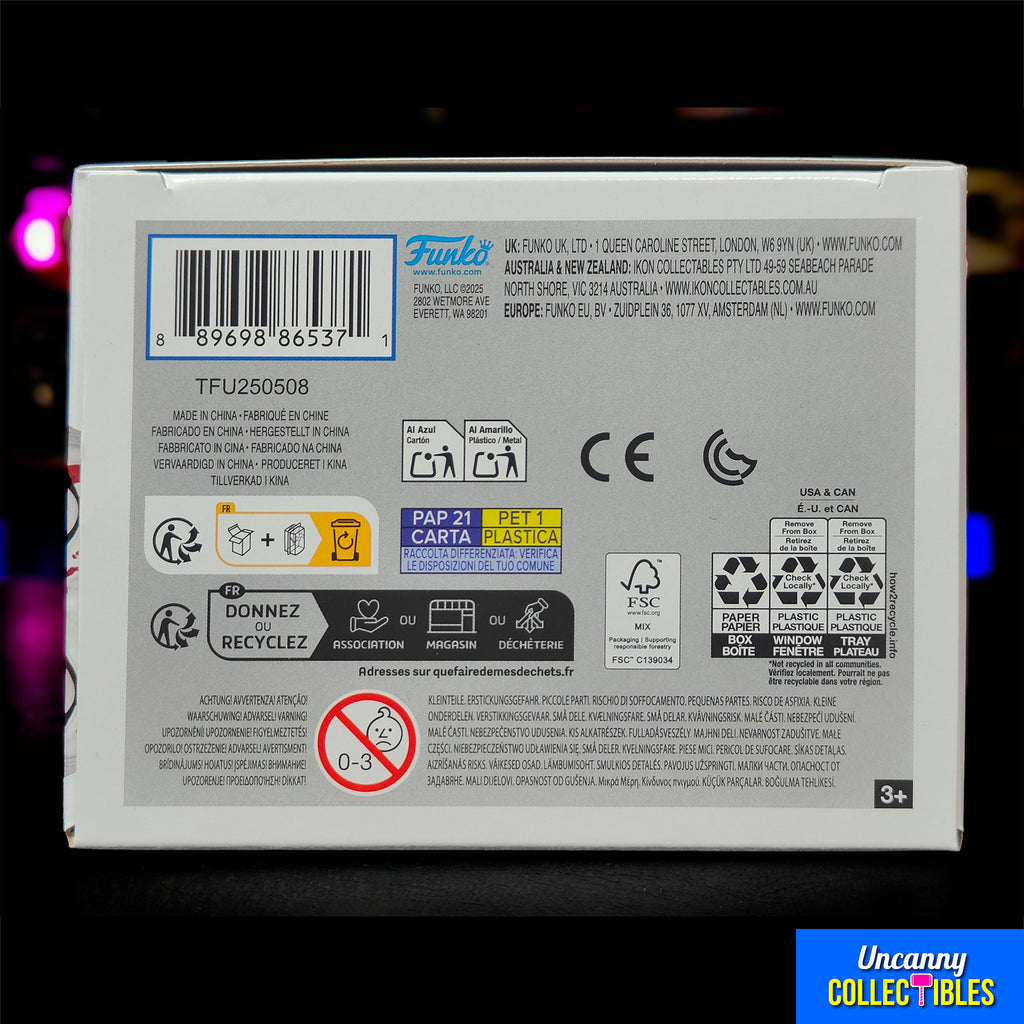 8 89698 86537 1
TFU250508
MADE IN CHINA • FABRIQUÉ EN CHINE
FABRICADO EN CHINA • HERGESTELLT IN CHINA
FABBRICATO IN CINA • FABRICADO NA CHINA
VERVAARDIGD IN CHINA • PRODUCERET I KINA
TILLVERKAD I KINA
Funko
www.funko.com
FUNKO, LLC ©2025
2802 WETMORE AVE
EVERETT, WA 98201
UK: FUNKO UK, LTD • 1 QUEEN CAROLINE STREET, LONDON, W6 9YN (UK) • WWW.FUNKO.COM
AUSTRALIA & NEW ZEALAND: IKON COLLECTABLES PTY LTD 49-59 SEABEACH PARADE
NORTH SHORE, VIC 3214 AUSTRALIA • WWW.IKONCOLLECTABLES.COM.AU
EUROPE: FUNKO EU, BV • ZUIDPLEIN 36, 1077 XV, AMSTERDAM (NL) • WWW.FUNKO.COM
Al Azul
Cartón
Al Amarillo
Plástico / Metal
CE
FR
+
PAP 21
CARTA
PET 1
PLASTICA
RACCOLTA DIFFERENZIATA: VERIFICA
LE DISPOSIZIONI DEL TUO COMUNE
FR
DONNEZ
OU
RECYCLEZ
ASSOCIATION
OU
MAGASIN
OU
DÉCHÈTERIE
Adresses sur quefairedemesdechets.fr
FSC
www.fsc.org
MIX
Packaging | Supporting
responsible forestry
FSC™ C139034
USA & CAN
É.-U. et CAN
Remove
From Box
Retirez
de la boîte
Remove
From Box
Retirez
de la boîte
Check
Locally*
Check
Locally*
PAPER
PAPIER
PLASTIC
PLASTIQUE
PLASTIC
PLASTIQUE
BOX
BOÎTE
WINDOW
FENÊTRE
TRAY
PLATEAU
how2recycle.info
*Not recycled in all communities.
Vérifiez localement. Pourrait ne pas
être recyclable dans votre région.
ACHTUNG! AVVERTENZA! ATENÇÃO!
WAARSCHUWING! ADVARSEL! VARNING!
UPOZORNĚNÍ! UPOZORNENIE! FIGYELMEZTETÉS!
OPOZORILO! OSTRZEŻENIE! ADVARSEL! AVERTISMENT!
BRĪDINĀJUMS! HOIATUS! ĮSPĖJIMAS! BIVANIMENO!
UPOZORENJE! ΠΡΟΕΙΔΟΠΟΙΗΣΗ! DIKKAT!
0-3
KLEINTEILE. ERSTICKUNGSGEFAHR. PICCOLE PARTI. RISCHIO DI SOFFOCAMENTO. PEQUENAS PARTES. RISCO DE ASFIXIA. KLEINE
ONDERDELEN. VERSTIKKINGSGEVAAR. SMÅ DELE. KVÆLNINGSFARE. SMÅ DELAR. KVÄVNINGSRISK. MALÉ ČÁSTI. NEBEZPEČÍ UDUŠENÍ.
MALÉ ČASTI. NEBEZPEČENSTVO UDUSENIA. KIS ALKATRÉSZEK. FULLADÁSVESZÉLY. MAJHNI DELI. NEVARNOST ZADUŠITVE. MAŁE
CZĘŚCI. NIEBEZPIECZEŃSTWO UDŁAWIENIA SIĘ. SMÅ DELER. KVELNINGSFARE. PIESE MICI. PERICOL DE SUFOCARE. SĪKAS DETAĻAS.
AIZRĪŠANĀS RISKS. VÄIKESED OSAD. LÄMBUMISOHT. SMULKIOS DETALĖS. PAVOJUS UŽSPRINGTI. МАЛКИ ЧАСТИ. ОПАСНОСТ ОТ
ЗАДАВЯНЕ. MALI DIJELOVI. OPASNOST OD GUŠENJA. Μικρά Μέρη. Κίνδυνος πνιγμού. KÜÇÜK PARÇALAR. BOĞULMA TEHLIKESI.
3+
Uncanny
COLLECTIBLES